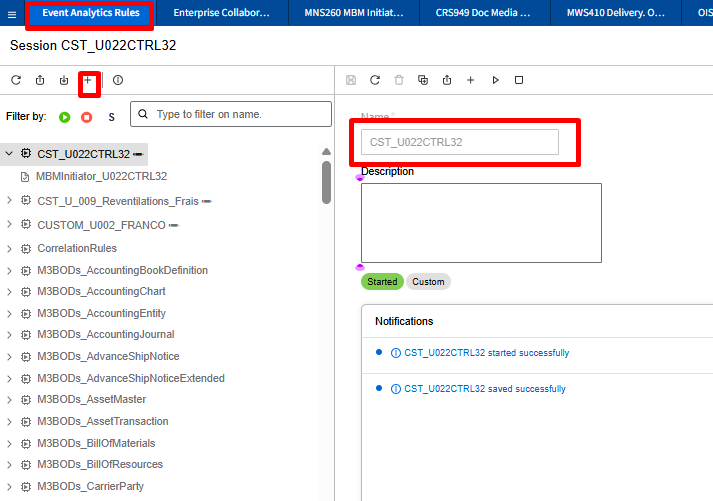 Event Analytics Rules
Enterprise Collabor...
MNS260 MBM Initiat...
CRS949 Doc Media ...
MWS410 Delivery. O...
OIS
Session CST_U022CTRL32
Filter by:
S
Type to filter on name.
CST_U022CTRL32
MBMInitiator_U022CTRL32
CST_U_009_Reventilations_Frais
CUSTOM_U002_FRANCO
CorrelationRules
M3BODs_AccountingBookDefinition
M3BODs_AccountingChart
M3BODs_AccountingEntity
M3BODs_AccountingJournal
M3BODs_AdvanceShipNotice
M3BODs_AdvanceShipNoticeExtended
M3BODs_AssetMaster
M3BODs_AssetTransaction
M3BODs_BillOfMaterials
M3BODs_BillOfResources
M3BODs_CarrierParty
Name *
CST_U022CTRL32
Description
Started
Custom
Notifications
CST_U022CTRL32 started successfully
CST_U022CTRL32 saved successfully